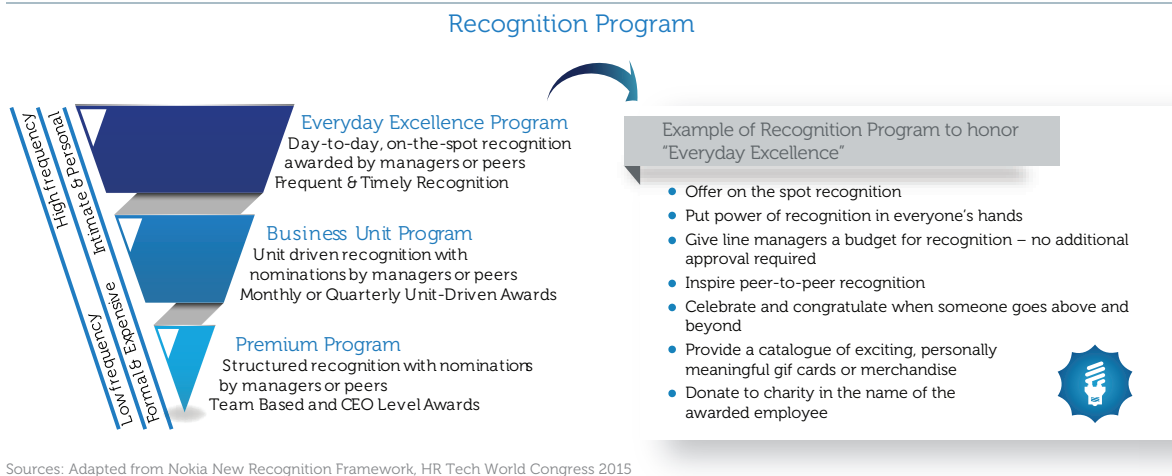 Recognition Program
High frequency
Intimate & Personal
Low frequency
Formal & Expensive
Everyday Excellence Program
Day-to-day, on-the-spot recognition
awarded by managers or peers
Frequent & Timely Recognition
Business Unit Program
Unit driven recognition with
nominations by managers or peers
Monthly or Quarterly Unit-Driven Awards
Premium Program
Structured recognition with nominations
by managers or peers
Team Based and CEO Level Awards
Example of Recognition Program to honor
“Everyday Excellence”
• Offer on the spot recognition
• Put power of recognition in everyone’s hands
• Give line managers a budget for recognition – no additional
approval required
• Inspire peer-to-peer recognition
• Celebrate and congratulate when someone goes above and
beyond
• Provide a catalogue of exciting, personally
meaningful gif cards or merchandise
• Donate to charity in the name of the
awarded employee
Sources: Adapted from Nokia New Recognition Framework, HR Tech World Congress 2015